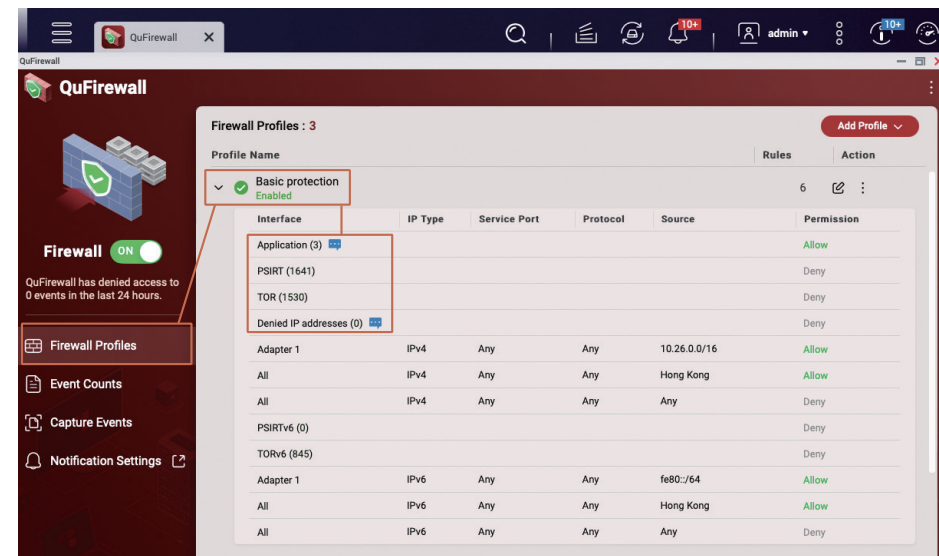 QuFirewall
10+
admin
10+
QuFirewall
QuFirewall
Firewall ON
QuFirewall has denied access to
0 events in the last 24 hours.
Firewall Profiles
Event Counts
Capture Events
Notification Settings
Firewall Profiles : 3
Add Profile
Profile Name Rules Action
Basic protection 6
Enabled
Interface IP Type Service Port Protocol Source Permission
Application (3) Allow
PSIRT (1641) Deny
TOR (1530) Deny
Denied IP addresses (0) Deny
Adapter 1 IPv4 Any Any 10.26.0.0/16 Allow
All IPv4 Any Any Hong Kong Allow
All IPv4 Any Any Any Deny
PSIRTv6 (0) Deny
TORv6 (845) Deny
Adapter 1 IPv6 Any Any fe80::/64 Allow
All IPv6 Any Any Hong Kong Allow
All IPv6 Any Any Any Deny